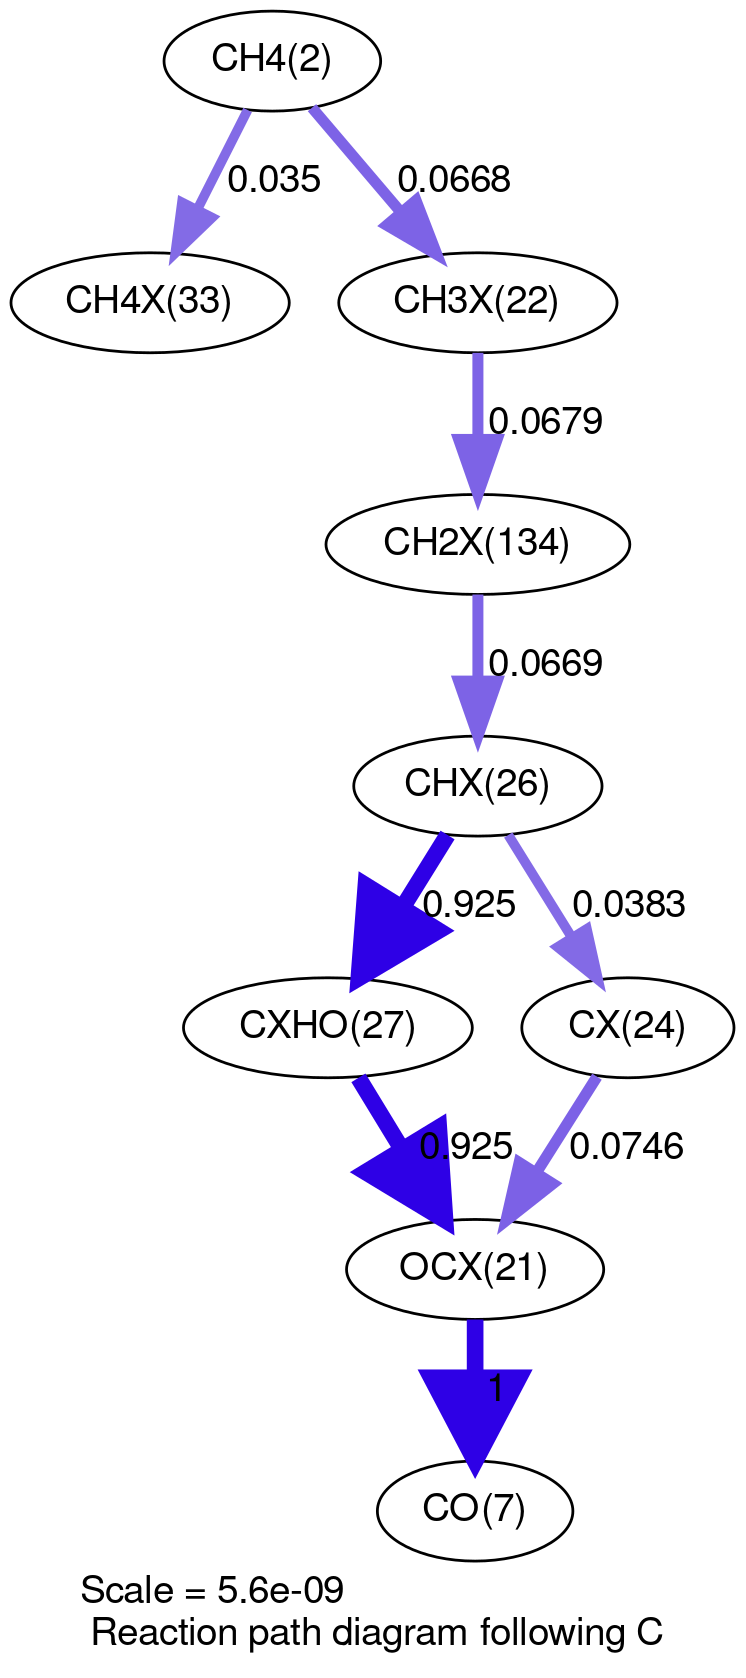 CH4(2)
0.035
0.0668
CH4X(33)
CH3X(22)
0.0679
CH2X(134)
0.0669
CHX(26)
0.925
0.0383
CXHO(27)
CX(24)
0.925
0.0746
OCX(21)
1
CO(7)
Scale = 5.6e-09
Reaction path diagram following C